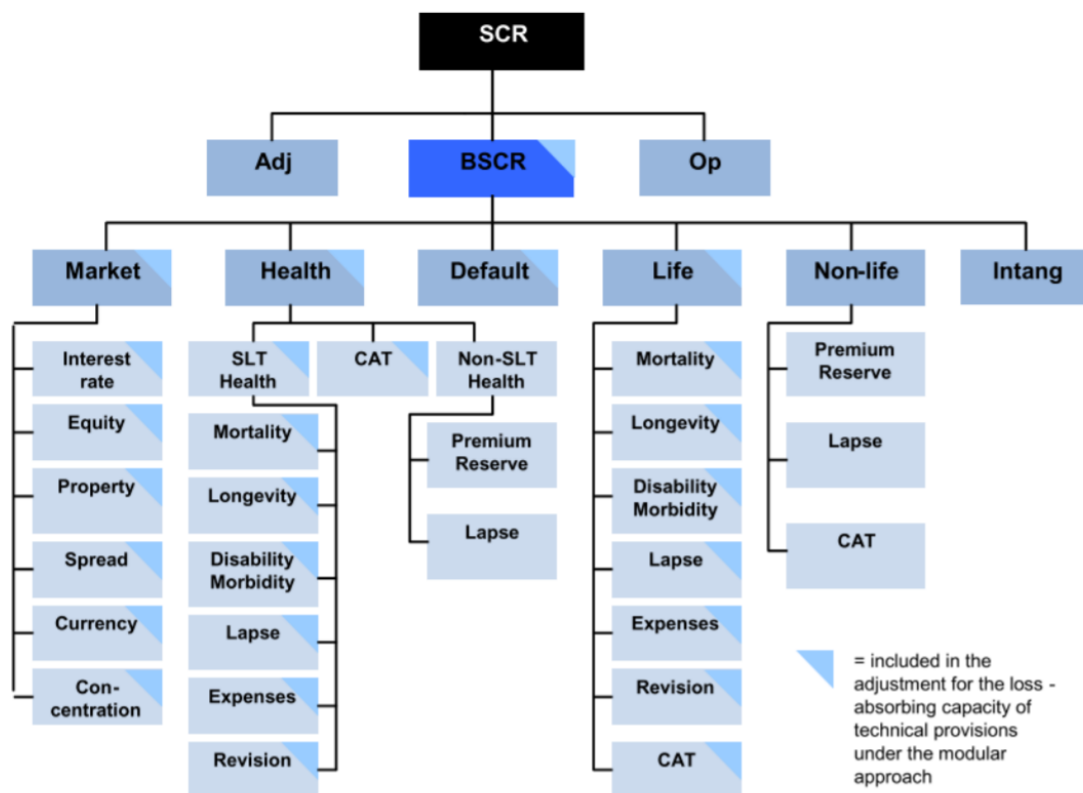 SCR
Adj
BSCR
Op
Market
Health
Default
Life
Non-life
Intang
Interest
rate
Equity
Property
Spread
Currency
Con-
centration
SLT
Health
CAT
Non-SLT
Health
Mortality
Longevity
Disability
Morbidity
Lapse
Expenses
Revision
Premium
Reserve
Lapse
Mortality
Longevity
Disability
Morbidity
Lapse
Expenses
Revision
CAT
Premium
Reserve
Lapse
CAT
= included in the
adjustment for the loss -
absorbing capacity of
technical provisions
under the modular
approach